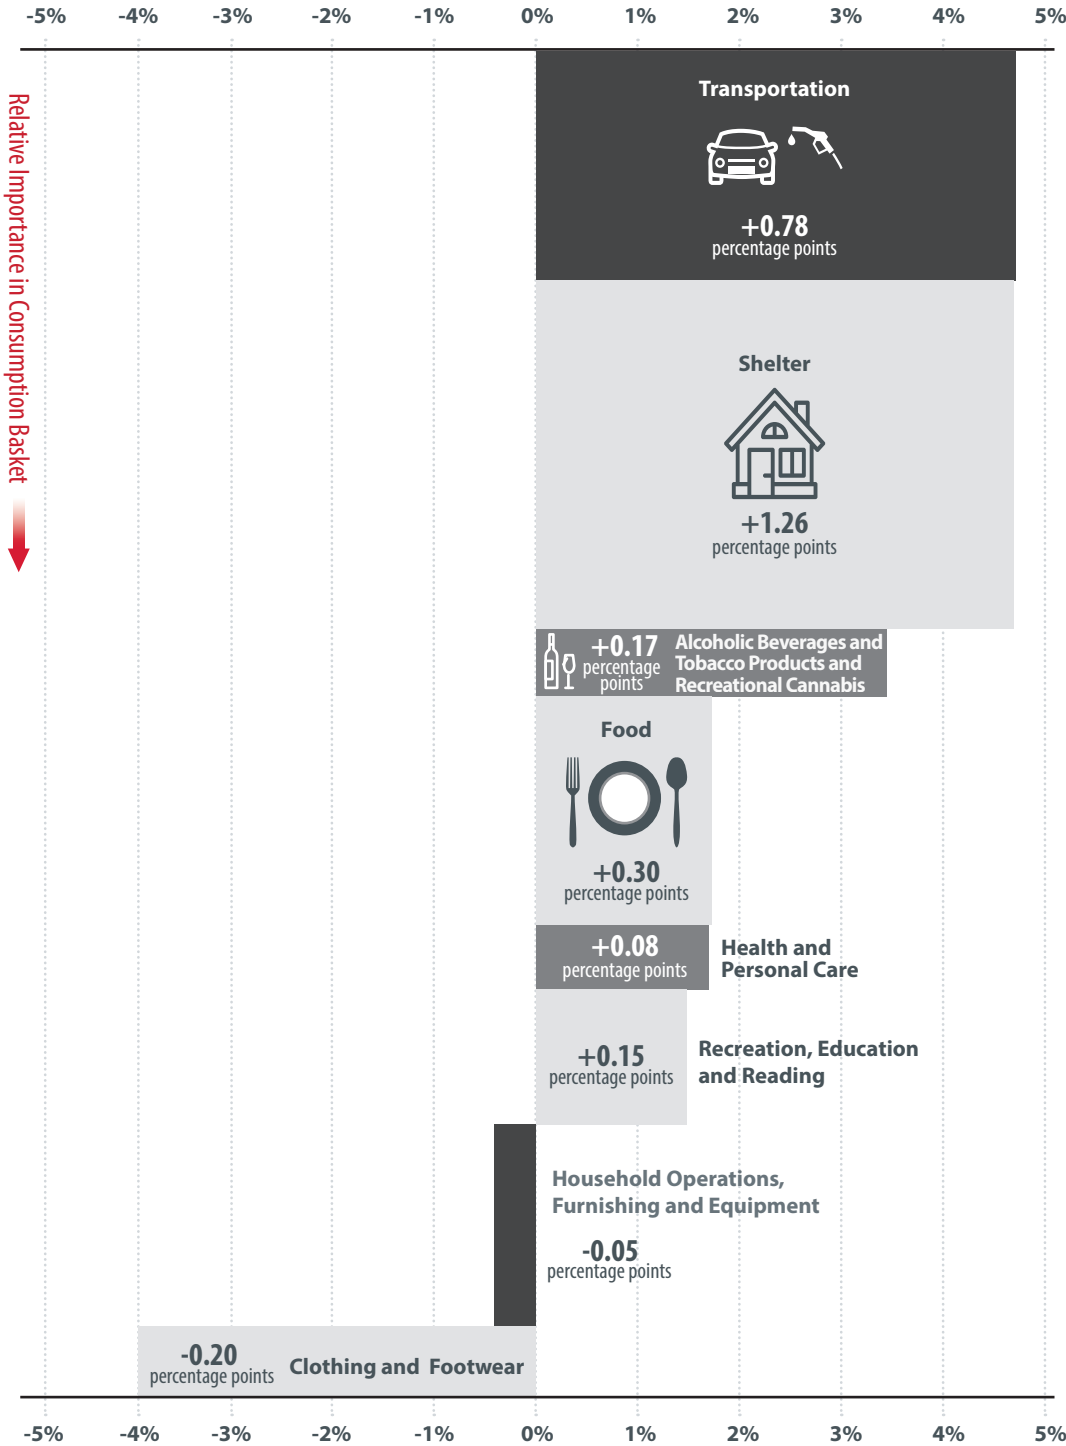 -5% -4% -3% -2% -1% 0% 1% 2% 3% 4% 5%
Relative Importance in Consumption Basket
Transportation
+0.78
percentage points
Shelter
+1.26
percentage points
+0.17
percentage
points
Alcoholic Beverages and
Tobacco Products and
Recreational Cannabis
Food
+0.30
percentage points
+0.08
percentage points
Health and
Personal Care
+0.15
percentage points
Recreation, Education
and Reading
Household Operations,
Furnishing and Equipment
-0.05
percentage points
-0.20
percentage points
Clothing and Footwear
-5% -4% -3% -2% -1% 0% 1% 2% 3% 4% 5%